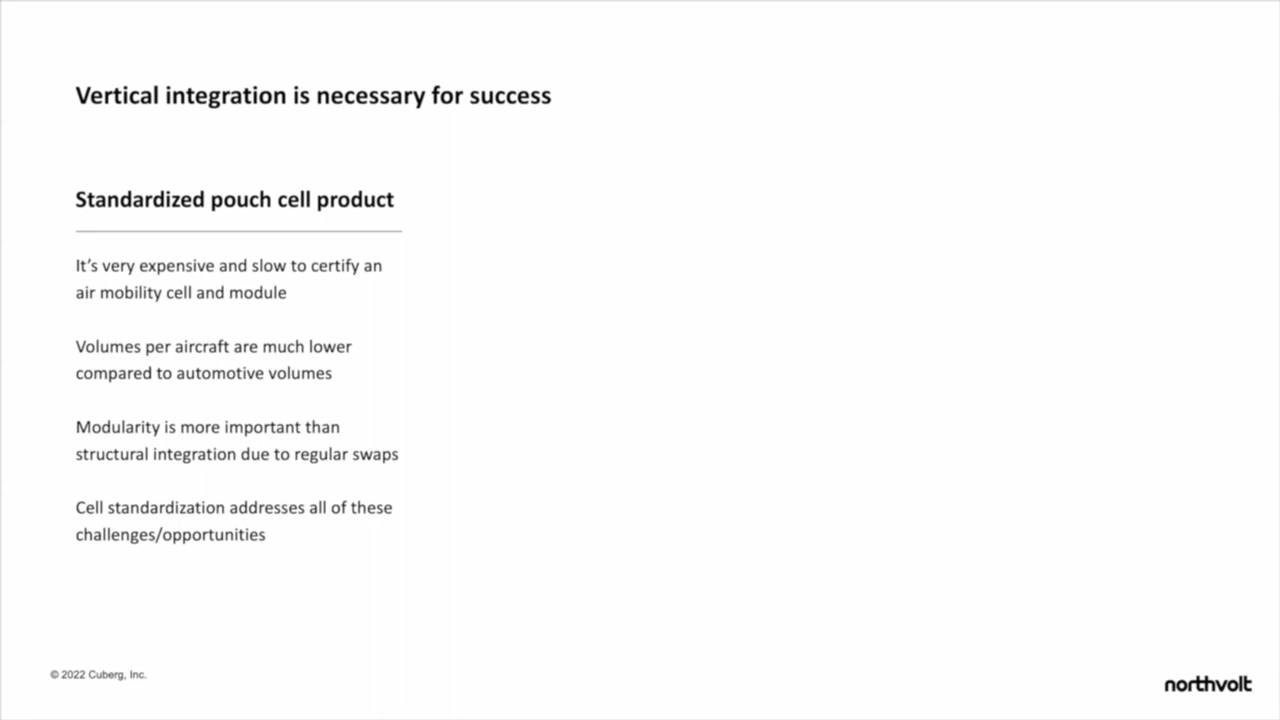 Vertical integration is necessary for success
Standardized pouch cell product
It’s very expensive and slow to certify an
air mobility cell and module
Volumes per aircraft are much lower
compared to automotive volumes
Modularity is more important than
structural integration due to regular swaps
Cell standardization addresses all of these
challenges/opportunities
© 2022 Cuberg, Inc.
northvolt